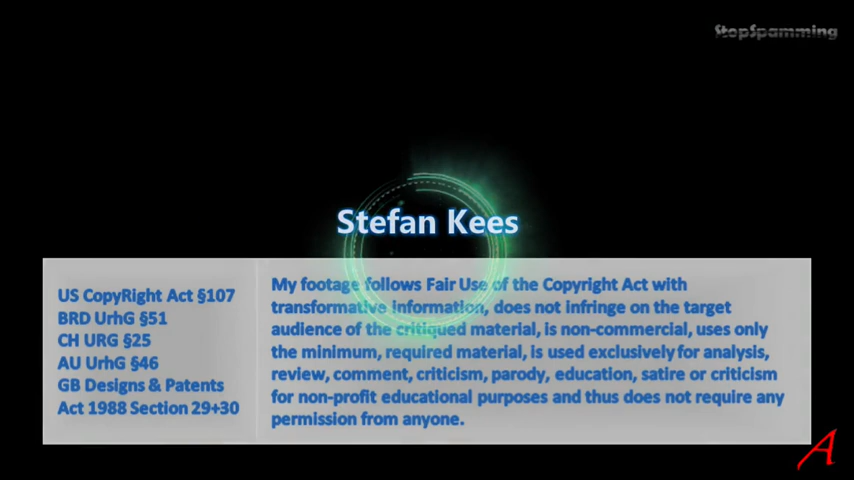 StopSpamming
Stefan Kees
US CopyRight Act §107
BRD UrhG §51
CH URG §25
AU UrhG §46
GB Designs & Patents
Act 1988 Section 29+30
My footage follows Fair Use of the Copyright Act with
transformative information, does not infringe on the target
audience of the critiqued material, is non-commercial, uses only
the minimum, required material, is used exclusively for analysis,
review, comment, criticism, parody, education, satire or criticism
for non-profit educational purposes and thus does not require any
permission from anyone.
A